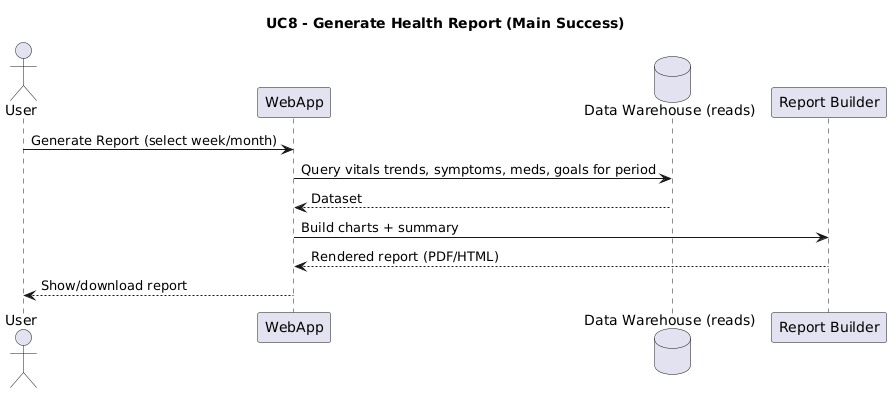 UC8 - Generate Health Report (Main Success)
User
WebApp
Data Warehouse (reads)
Report Builder
Generate Report (select week/month)
Query vitals trends, symptoms, meds, goals for period
Dataset
Build charts + summary
Rendered report (PDF/HTML)
Show/download report
User
WebApp
Data Warehouse (reads)
Report Builder